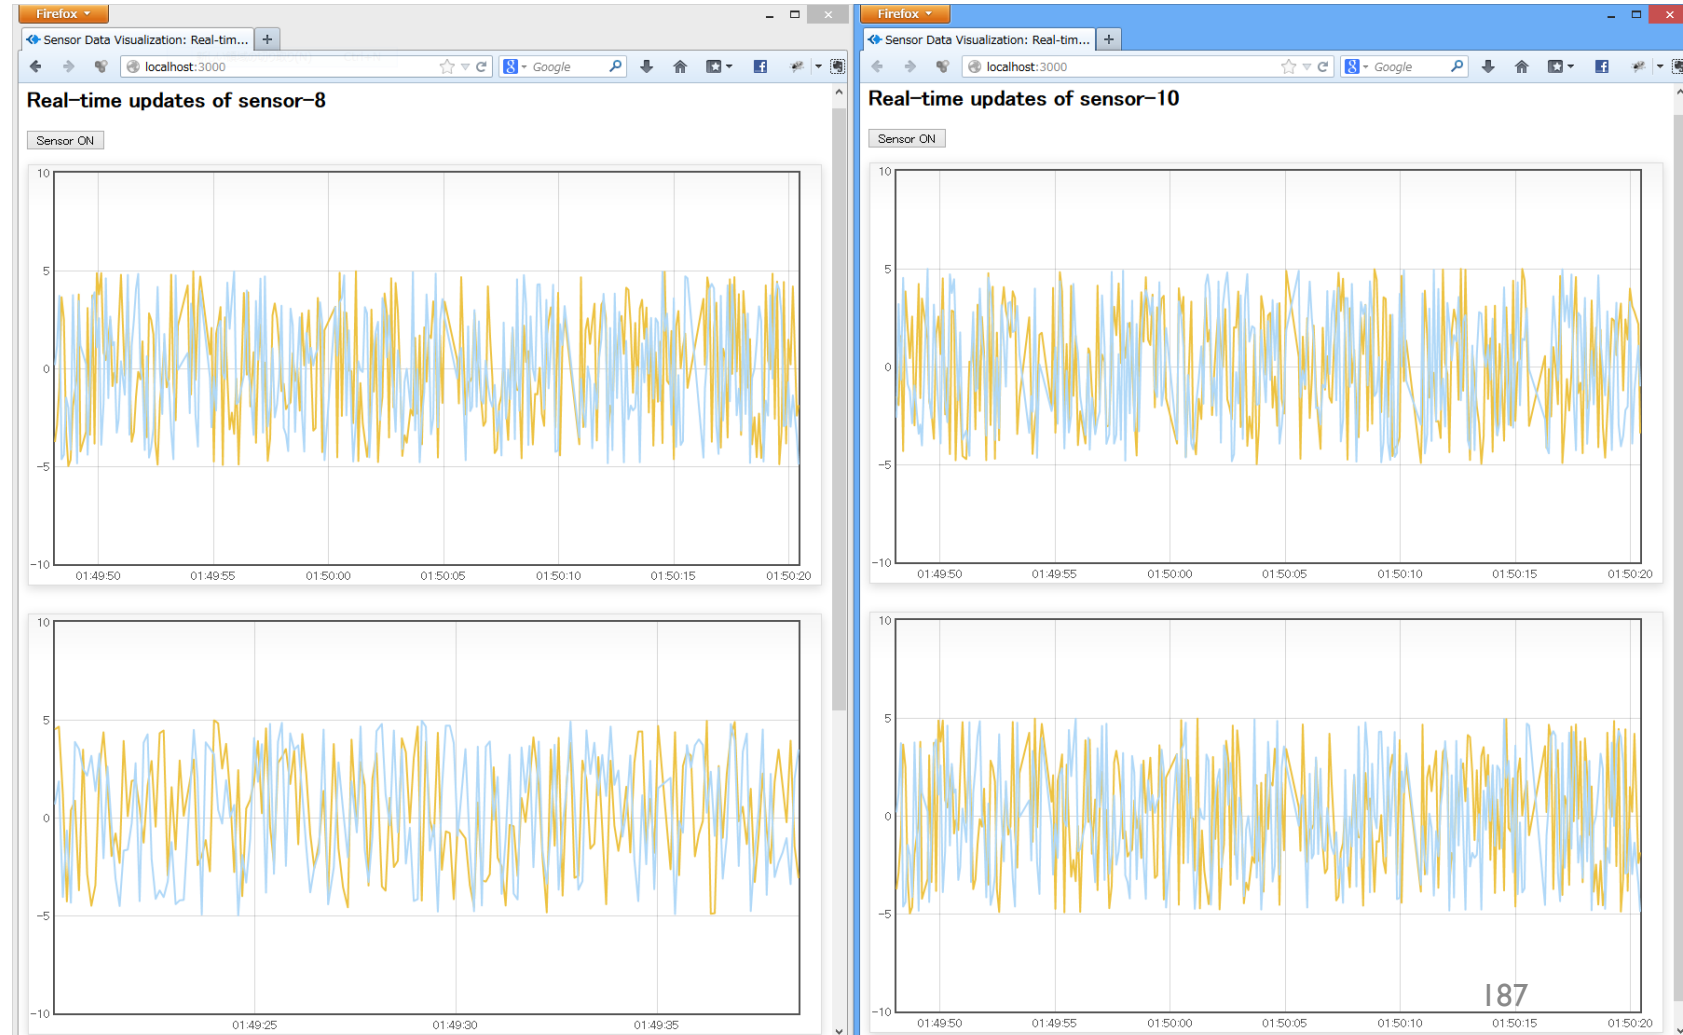 Firefox
Sensor Data Visualization: Real-tim...
localhost:3000
Google
Real-time updates of sensor-8
Sensor ON
10
5
0
-5
-10
01:49:50 01:49:55 01:50:00 01:50:05 01:50:10 01:50:15 01:50:20
10
5
0
-5
-10
01:49:25 01:49:30 01:49:35
Firefox
Sensor Data Visualization: Real-tim...
localhost:3000
Google
Real-time updates of sensor-10
Sensor ON
10
5
0
-5
-10
01:49:50 01:49:55 01:50:00 01:50:05 01:50:10 01:50:15 01:50:20
10
5
0
-5
-10
01:49:50 01:49:55 01:50:00 01:50:05 01:50:10 01:50:15 01:50:20
187